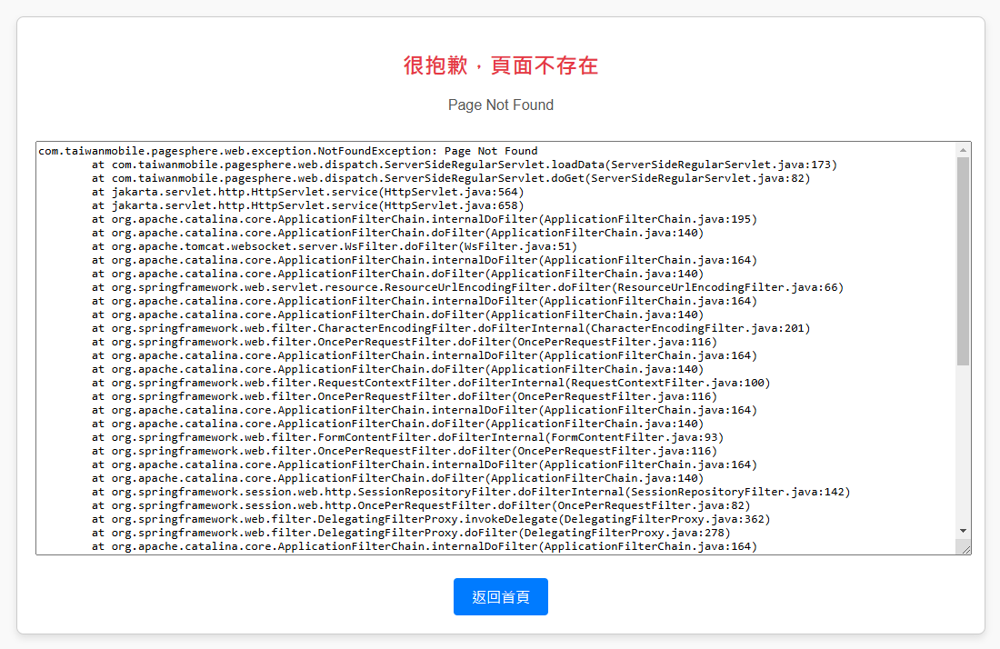 很抱歉，頁面不存在
Page Not Found
com.taiwanmobile.pagesphere.web.exception.NotFoundException: Page Not Found
at com.taiwanmobile.pagesphere.web.dispatch.ServerSideRegularServlet.loadData(ServerSideRegularServlet.java:173)
at com.taiwanmobile.pagesphere.web.dispatch.ServerSideRegularServlet.doGet(ServerSideRegularServlet.java:82)
at jakarta.servlet.http.HttpServlet.service(HttpServlet.java:564)
at jakarta.servlet.http.HttpServlet.service(HttpServlet.java:658)
at org.apache.catalina.core.ApplicationFilterChain.internalDoFilter(ApplicationFilterChain.java:195)
at org.apache.catalina.core.ApplicationFilterChain.doFilter(ApplicationFilterChain.java:140)
at org.apache.tomcat.websocket.server.WsFilter.doFilter(WsFilter.java:51)
at org.apache.catalina.core.ApplicationFilterChain.internalDoFilter(ApplicationFilterChain.java:164)
at org.apache.catalina.core.ApplicationFilterChain.doFilter(ApplicationFilterChain.java:140)
at org.springframework.web.servlet.resource.ResourceUrlEncodingFilter.doFilter(ResourceUrlEncodingFilter.java:66)
at org.apache.catalina.core.ApplicationFilterChain.internalDoFilter(ApplicationFilterChain.java:164)
at org.apache.catalina.core.ApplicationFilterChain.doFilter(ApplicationFilterChain.java:140)
at org.springframework.web.filter.CharacterEncodingFilter.doFilterInternal(CharacterEncodingFilter.java:201)
at org.springframework.web.filter.OncePerRequestFilter.doFilter(OncePerRequestFilter.java:116)
at org.apache.catalina.core.ApplicationFilterChain.internalDoFilter(ApplicationFilterChain.java:164)
at org.apache.catalina.core.ApplicationFilterChain.doFilter(ApplicationFilterChain.java:140)
at org.springframework.web.filter.RequestContextFilter.doFilterInternal(RequestContextFilter.java:100)
at org.springframework.web.filter.OncePerRequestFilter.doFilter(OncePerRequestFilter.java:116)
at org.apache.catalina.core.ApplicationFilterChain.internalDoFilter(ApplicationFilterChain.java:164)
at org.apache.catalina.core.ApplicationFilterChain.doFilter(ApplicationFilterChain.java:140)
at org.springframework.web.filter.FormContentFilter.doFilterInternal(FormContentFilter.java:93)
at org.springframework.web.filter.OncePerRequestFilter.doFilter(OncePerRequestFilter.java:116)
at org.apache.catalina.core.ApplicationFilterChain.internalDoFilter(ApplicationFilterChain.java:164)
at org.apache.catalina.core.ApplicationFilterChain.doFilter(ApplicationFilterChain.java:140)
at org.springframework.session.web.http.SessionRepositoryFilter.doFilterInternal(SessionRepositoryFilter.java:142)
at org.springframework.session.web.http.OncePerRequestFilter.doFilter(OncePerRequestFilter.java:82)
at org.springframework.web.filter.DelegatingFilterProxy.invokeDelegate(DelegatingFilterProxy.java:362)
at org.springframework.web.filter.DelegatingFilterProxy.doFilter(DelegatingFilterProxy.java:278)
at org.apache.catalina.core.ApplicationFilterChain.internalDoFilter(ApplicationFilterChain.java:164)
返回首頁